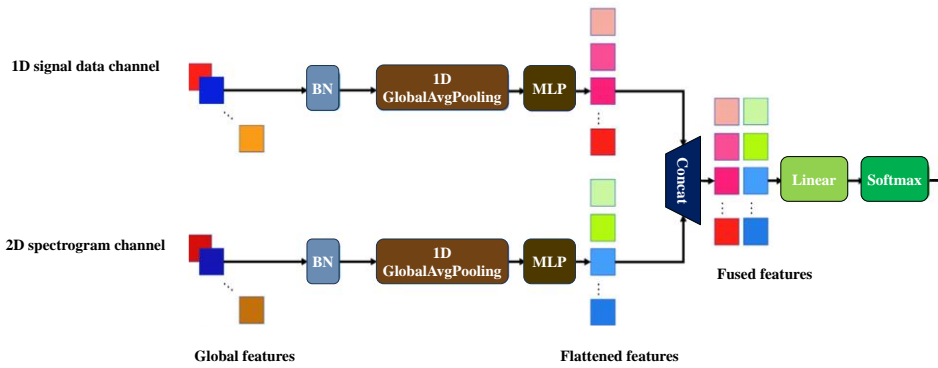 1D signal data channel
BN
1D
GlobalAvgPooling
MLP
Concat
Linear
Softmax
2D spectrogram channel
BN
1D
GlobalAvgPooling
MLP
Fused features
Global features
Flattened features